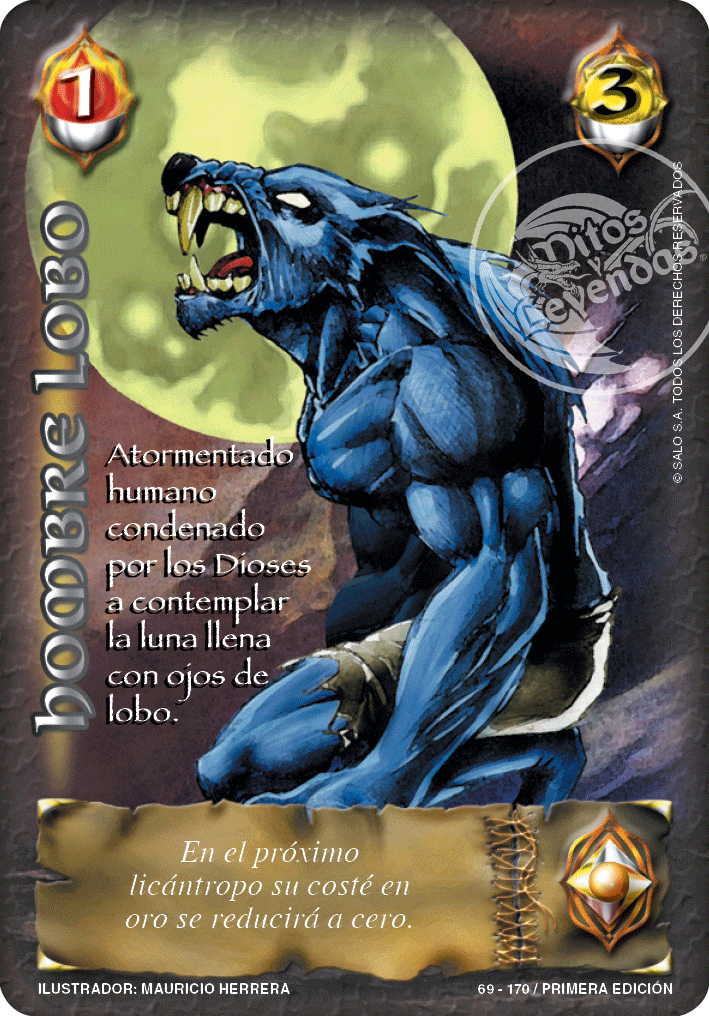 1
3
Mitos
y
Leyendas
®
© SALO S.A. TODOS LOS DERECHOS RESERVADOS
HOMBRE LOBO
Atormentado
humano
condenado
por los Dioses
a contemplar
la luna llena
con ojos de
lobo.
En el próximo
licántropo su costé en
oro se reducirá a cero.
ILUSTRADOR: MAURICIO HERRERA
69 - 170 / PRIMERA EDICIÓN